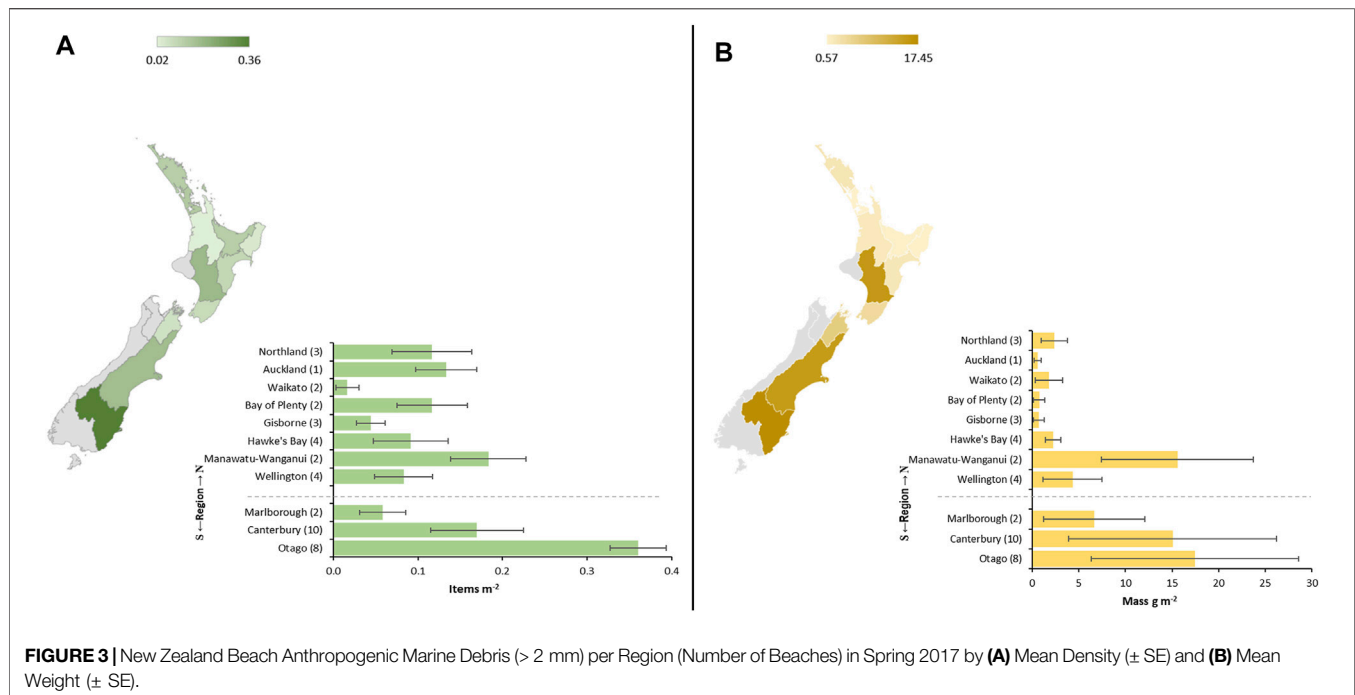 A
0.02 0.36
Northland (3)
Auckland (1)
Waikato (2)
Bay of Plenty (2)
Gisborne (3)
Hawke's Bay (4)
Manawatu-Wanganui (2)
Wellington (4)
Marlborough (2)
Canterbury (10)
Otago (8)
S ←Region → N
0.0 0.1 0.2 0.3 0.4
Items m⁻²
B
0.57 17.45
Northland (3)
Auckland (1)
Waikato (2)
Bay of Plenty (2)
Gisborne (3)
Hawke's Bay (4)
Manawatu-Wanganui (2)
Wellington (4)
Marlborough (2)
Canterbury (10)
Otago (8)
S ←Region → N
0 5 10 15 20 25 30
Mass g m⁻²
FIGURE 3 | New Zealand Beach Anthropogenic Marine Debris (> 2 mm) per Region (Number of Beaches) in Spring 2017 by (A) Mean Density (± SE) and (B) Mean
Weight (± SE).